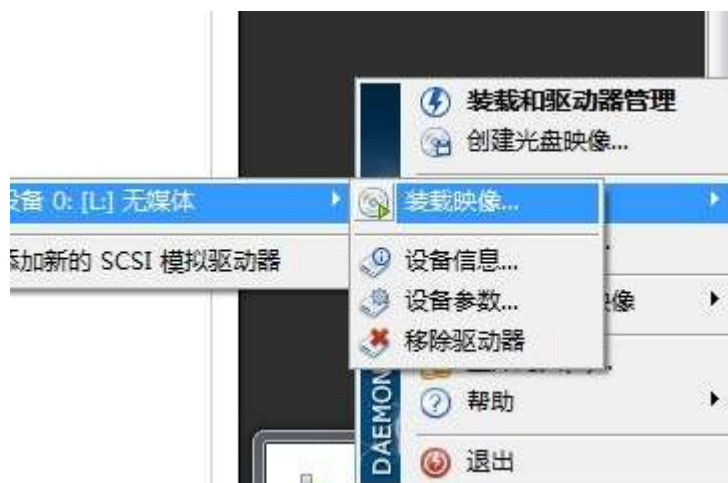 装载和驱动器管理
创建光盘映像...
设备 0: [L:] 无媒体
装载映像...
添加新的 SCSI 模拟驱动器
设备信息...
设备参数...
映像
移除驱动器
帮助
退出
DAEMON